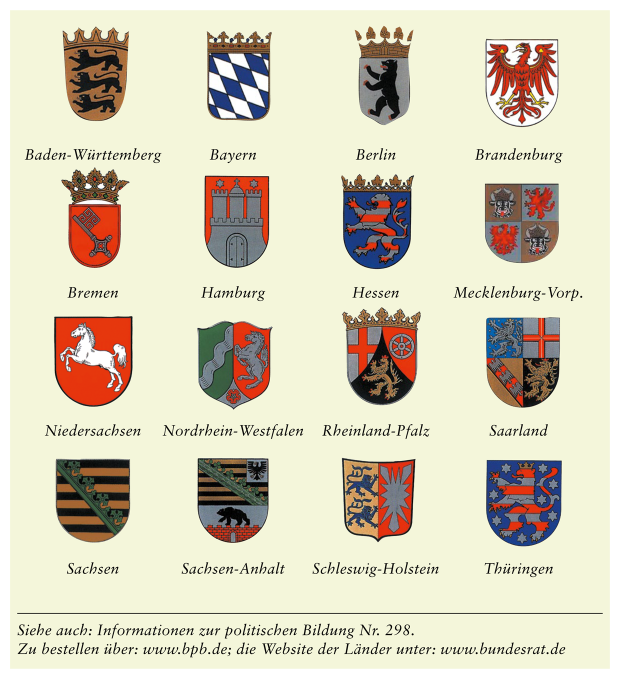 Baden-Württemberg Bayern Berlin Brandenburg
Bremen Hamburg Hessen Mecklenburg-Vorp.
Niedersachsen Nordrhein-Westfalen Rheinland-Pfalz Saarland
Sachsen Sachsen-Anhalt Schleswig-Holstein Thüringen
Siehe auch: Informationen zur politischen Bildung Nr. 298.
Zu bestellen über: www.bpb.de; die Website der Länder unter: www.bundesrat.de